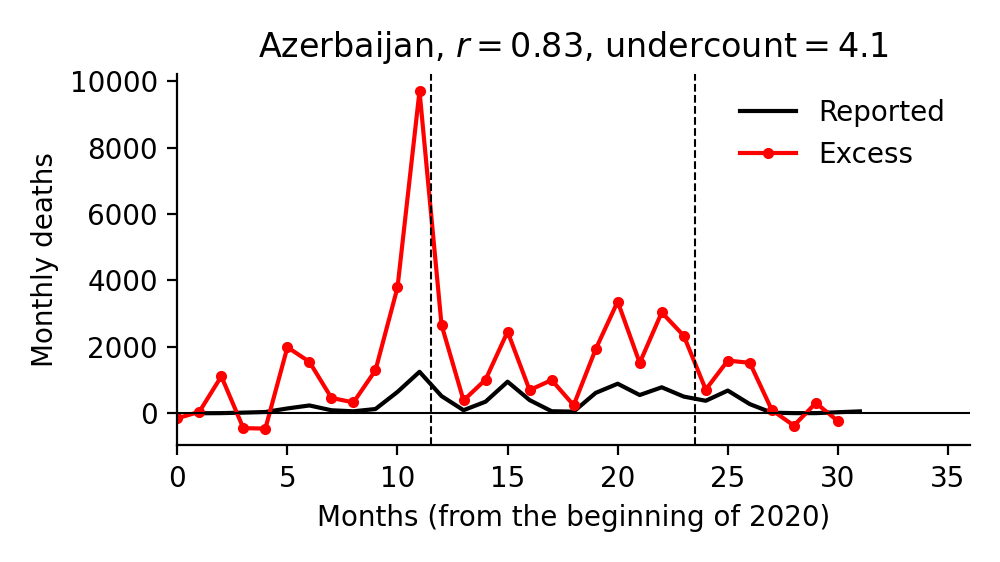 Azerbaijan, r = 0.83, undercount = 4.1
10000
8000
6000
4000
2000
0
Monthly deaths
Reported
Excess
0 5 10 15 20 25 30 35
Months (from the beginning of 2020)